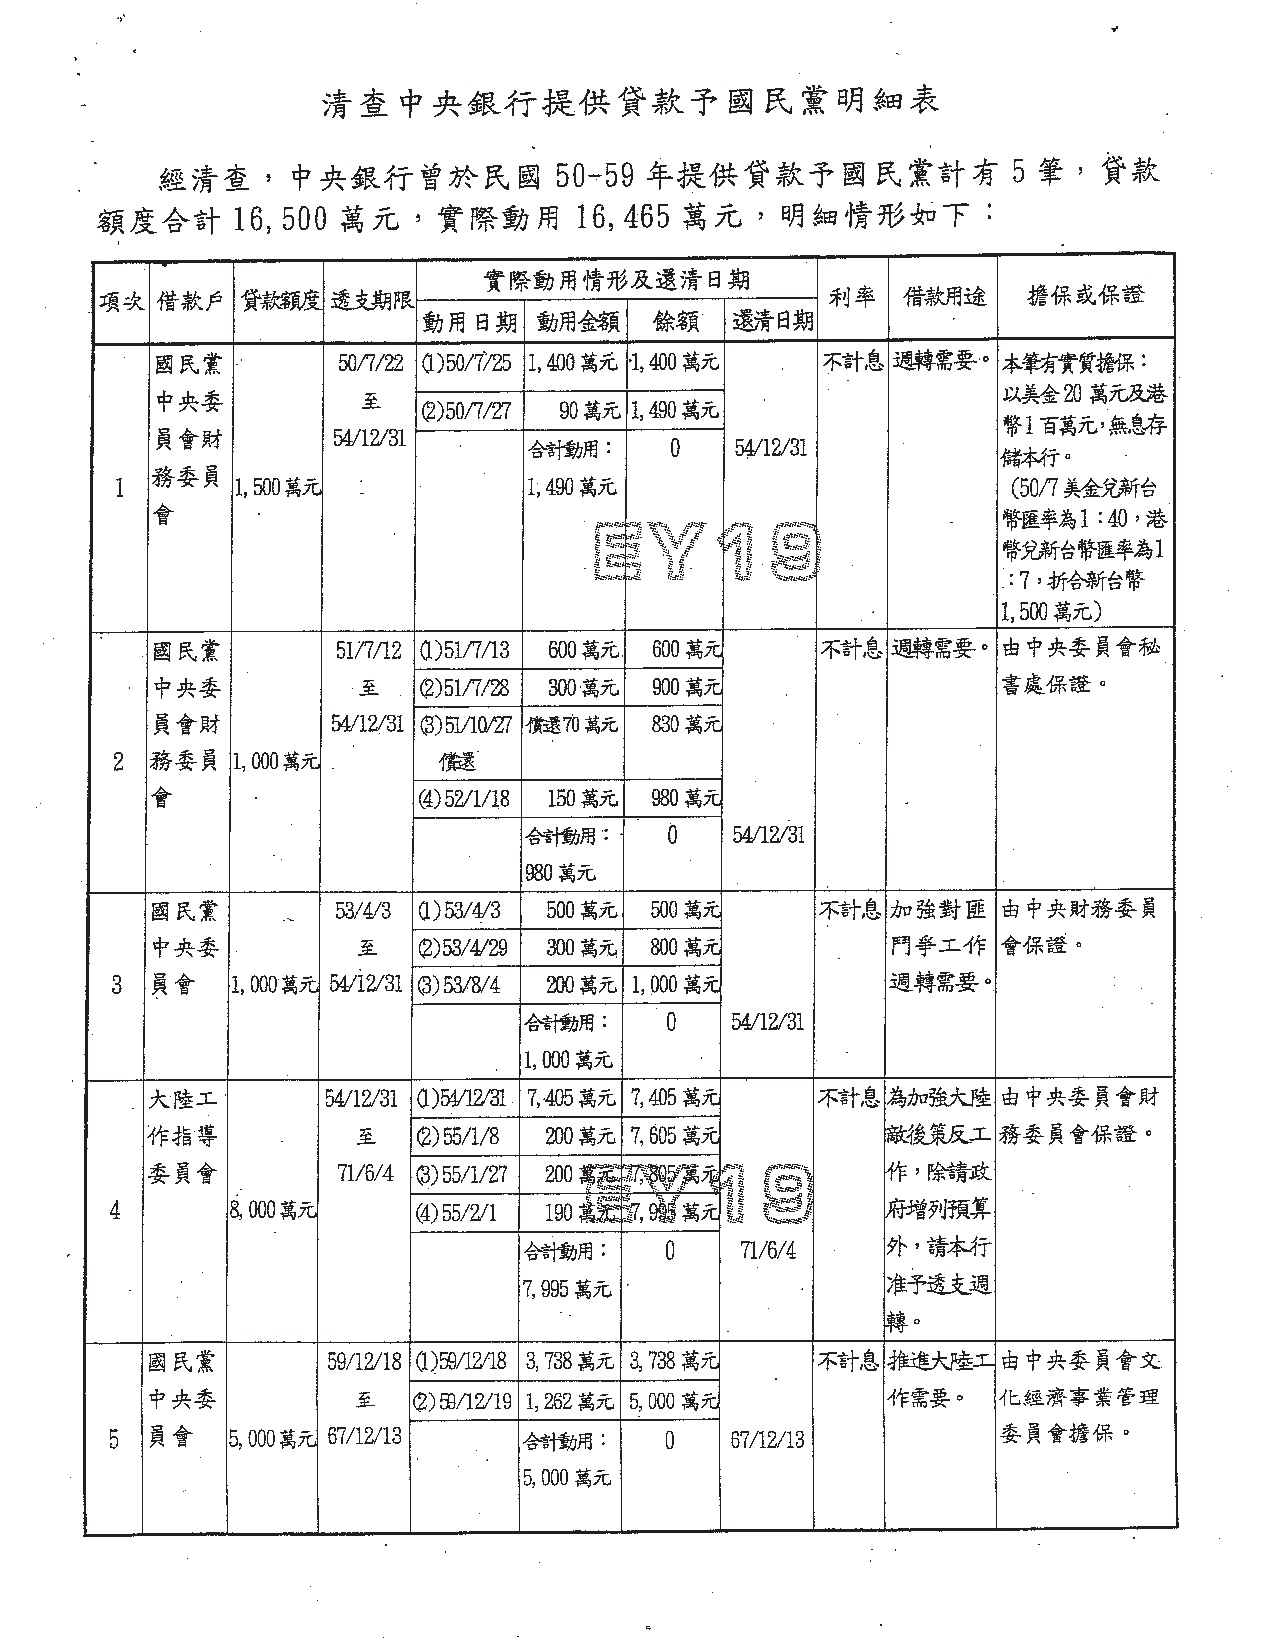 清查中央銀行提供貸款予國民黨明細表
經清查，中央銀行曾於民國 50-59 年提供貸款予國民黨計有 5 筆，貸款
額度合計 16,500 萬元，實際動用 16,465 萬元，明細情形如下：
項次 借款戶 貸款額度 透支期限 實際動用情形及還清日期 利率 借款用途 擔保或保證
動用日期 動用金額 餘額 還清日期
國民黨 50/7/22 (1)50/7/25 1,400 萬元 1,400 萬元 不計息 週轉需要。 本筆有實質擔保：
中央委 至 (2)50/7/27 90 萬元 1,490 萬元 以美金 20 萬元及港
員會財 54/12/31 合計動用： 0 54/12/31 幣 1 百萬元，無息存
儲本行。
1 務委員 1,500 萬元 1,490 萬元 (50/7 美金兌新台
會 幣匯率為 1：40，港
EY19
幣兌新台幣匯率為 1
：7，折合新台幣
1,500 萬元)
國民黨 51/7/12 (1)51/7/13 600 萬元 600 萬元 不計息 週轉需要。 由中央委員會秘
中央委 至 (2)51/7/28 300 萬元 900 萬元 書處保證。
員會財 54/12/31 (3)51/10/27 償還 70 萬元 830 萬元
2 務委員 1,000 萬元 償還
會 (4)52/1/18 150 萬元 980 萬元
合計動用： 0 54/12/31
980 萬元
國民黨 53/4/3 (1)53/4/3 500 萬元 500 萬元 不計息 加強對匪 由中央財務委員
中央委 至 (2)53/4/29 300 萬元 800 萬元 鬥爭工作 會保證。
3 員會 1,000 萬元 54/12/31 (3)53/8/4 200 萬元 1,000 萬元 週轉需要。
合計動用： 0 54/12/31
1,000 萬元
大陸工 54/12/31 (1)54/12/31 7,405 萬元 7,405 萬元 不計息 為加強大陸 由中央委員會財
作指導 至 (2)55/1/8 200 萬元 7,605 萬元 敵後策反工 務委員會保證。
委員會 71/6/4 (3)55/1/27 200 萬元 7,805 萬元 作，除請政
EY19
4 8,000 萬元 (4)55/2/1 190 萬元 7,995 萬元 府增列預算
合計動用： 0 71/6/4 外，請本行
7,995 萬元 准予透支週
轉。
國民黨 59/12/18 (1)59/12/18 3,738 萬元 3,738 萬元 不計息 推進大陸工 由中央委員會文
中央委 至 (2)59/12/19 1,262 萬元 5,000 萬元 作需要。 化經濟事業管理
5 員會 5,000 萬元 67/12/13 合計動用： 0 67/12/13 委員會擔保。
5,000 萬元